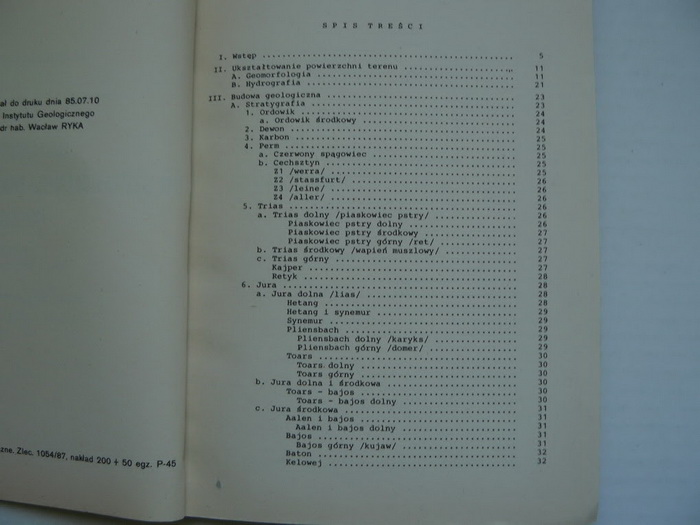 ał do druku dnia 85.07.10
Instytutu Geologicznego
dr hab. Wacław RYKA
zne. Zlec. 1054/87, nakład 200 + 50 egz. P-45
SPIS TREŚCI
I. Wstęp 5
II. Ukształtowanie powierzchni terenu 11
A. Geomorfologia 11
B. Hydrografia 21
III. Budowa geologiczna 23
A. Stratygrafia 23
1. Ordowik 24
a. Ordowik środkowy 24
2. Dewon 24
3. Karbon 25
4. Perm 25
a. Czerwony spągowiec 25
b. Cechsztyn 25
Z1 /werra/ 25
Z2 /stassfurt/ 26
Z3 /leine/ 26
Z4 /aller/ 26
5. Trias 26
a. Trias dolny /piaskowiec pstry/ 26
Piaskowiec pstry dolny 26
Piaskowiec pstry środkowy 27
Piaskowiec pstry górny /ret/ 27
b. Trias środkowy /wapień muszlowy/ 27
c. Trias górny 27
Kajper 27
Retyk 28
6. Jura 28
a. Jura dolna /lias/ 28
Hetang 28
Hetang i synemur 29
Synemur 29
Pliensbach 29
Pliensbach dolny /karyks/ 29
Pliensbach górny /domer/ 29
Toars 30
Toars dolny 30
Toars górny 30
b. Jura dolna i środkowa 30
Toars - bajos 30
Toars - bajos dolny 30
c. Jura środkowa 31
Aalen i bajos 31
Aalen i bajos dolny 31
Bajos 31
Bajos górny /kujaw/ 31
Baton 32
Kelowej 32
4